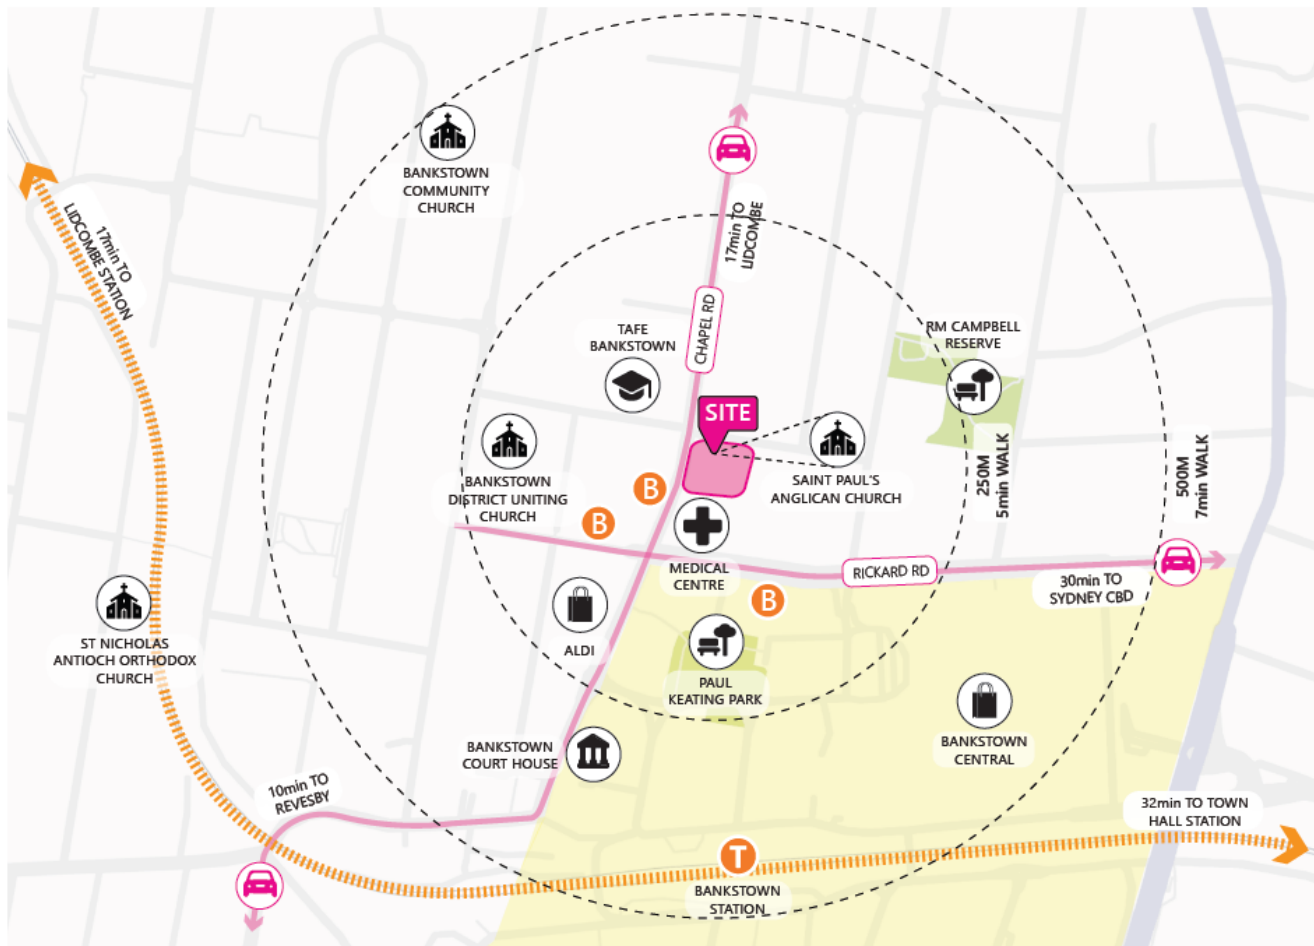 BANKSTOWN
COMMUNITY
CHURCH
17min TO
LIDCOMBE STATION
17min TO
LIDCOMBE
CHAPEL RD
TAFE
BANKSTOWN
RM CAMPBELL
RESERVE
SITE
BANKSTOWN
DISTRICT UNITING
CHURCH
SAINT PAUL'S
ANGLICAN CHURCH
250M
5min WALK
500M
7min WALK
B
B
MEDICAL
CENTRE
RICKARD RD
B
30min TO
SYDNEY CBD
ST NICHOLAS
ANTIOCH ORTHODOX
CHURCH
ALDI
PAUL
KEATING PARK
BANKSTOWN
COURT HOUSE
BANKSTOWN
CENTRAL
10min TO
REVESBY
32min TO TOWN
HALL STATION
T
BANKSTOWN
STATION